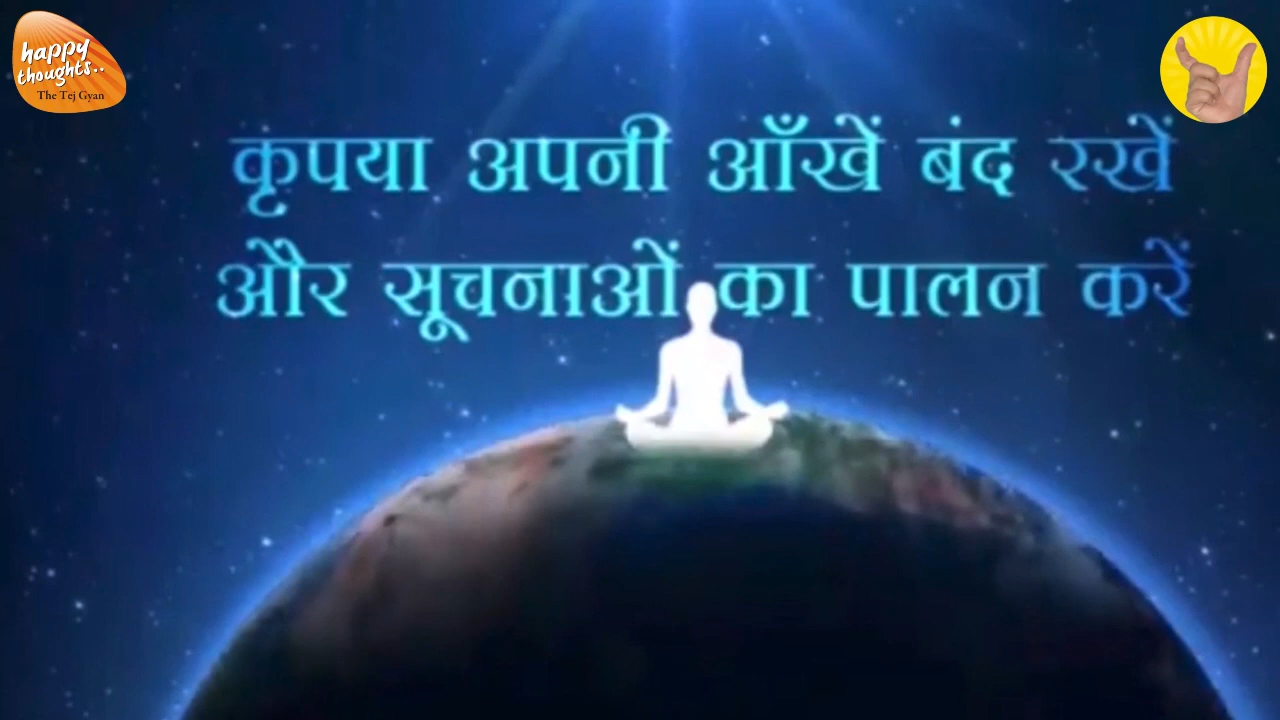 happy
thoughts..
The Tej Gyan
कृपया अपनी आँखें बंद रखें
और सूचनाओं का पालन करें